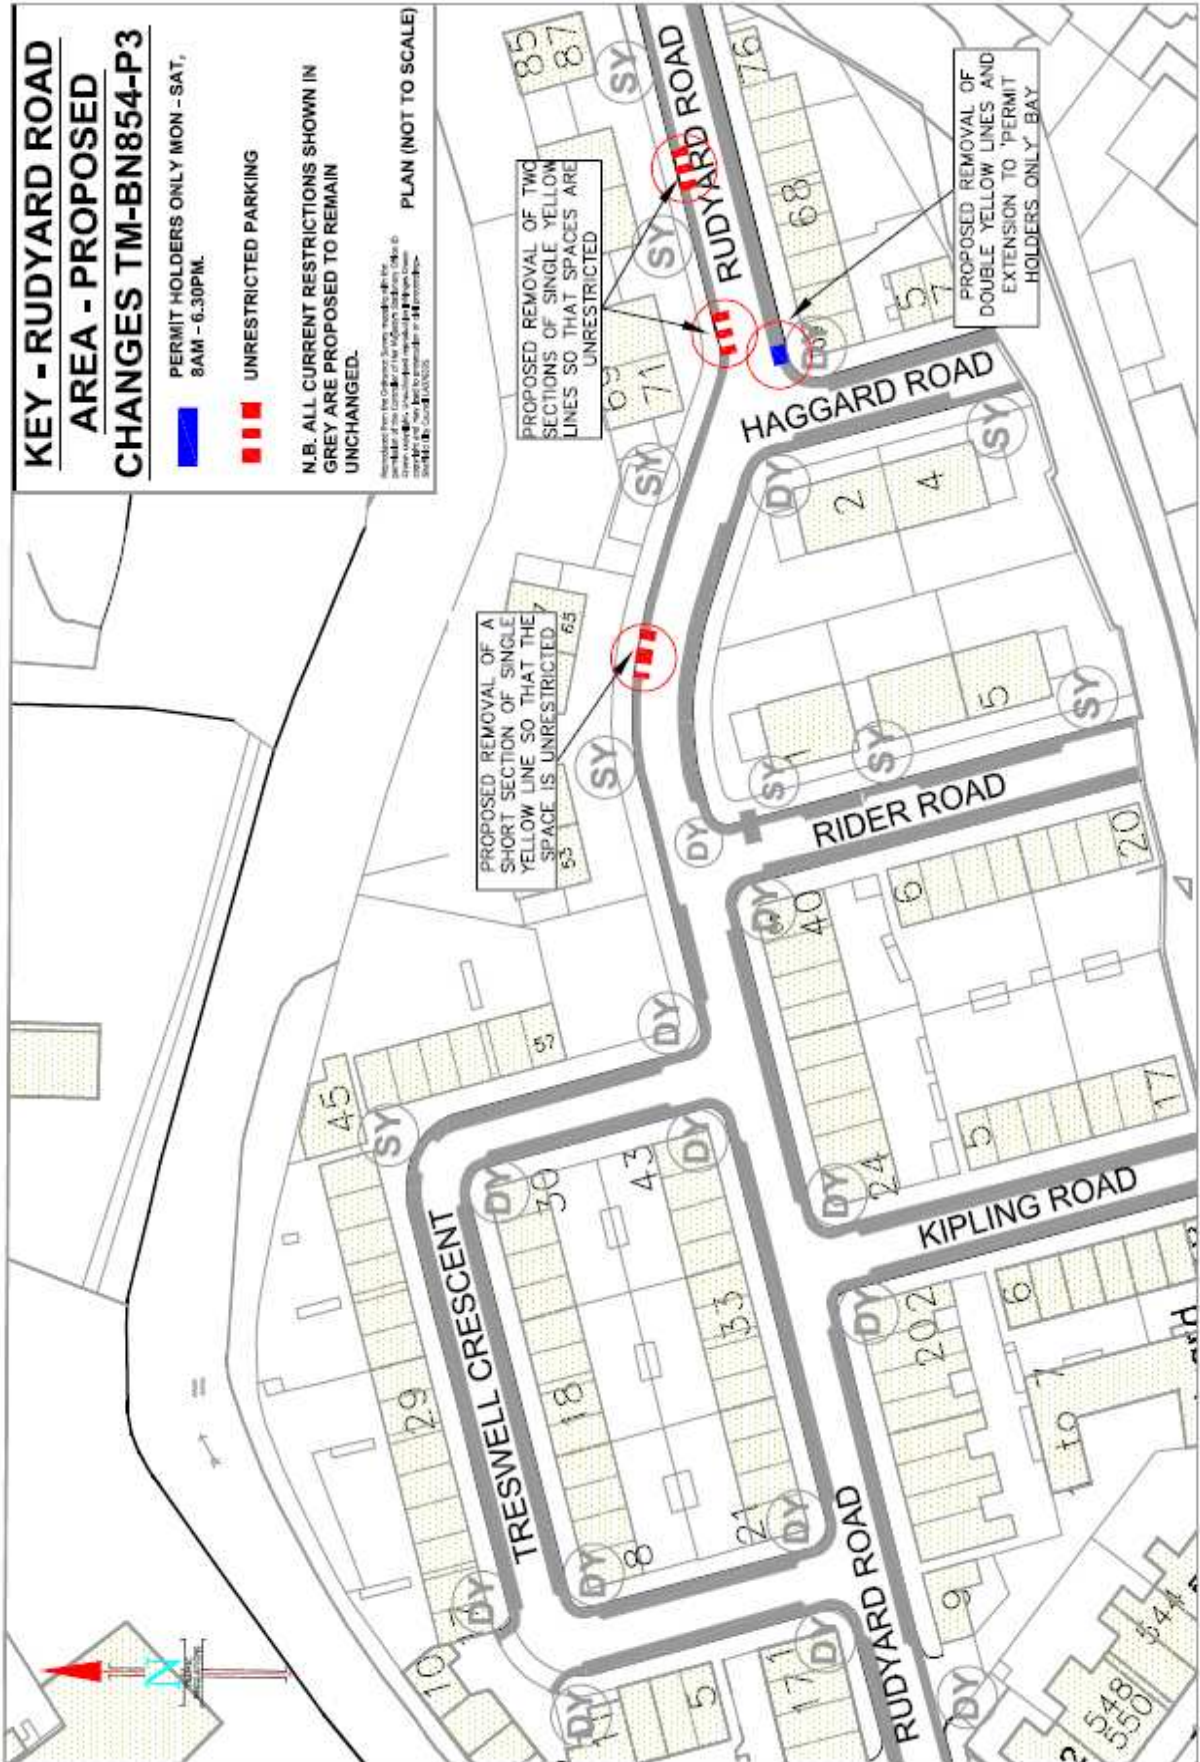 KEY - RUDYARD ROAD
AREA - PROPOSED
CHANGES TM-BN854-P3
PERMIT HOLDERS ONLY MON - SAT,
8AM - 6.30PM.
UNRESTRICTED PARKING
N.B. ALL CURRENT RESTRICTIONS SHOWN IN
GREY ARE PROPOSED TO REMAIN
UNCHANGED.
PLAN (NOT TO SCALE)
PROPOSED REMOVAL OF A
SHORT SECTION OF SINGLE
YELLOW LINE SO THAT THE
SPACE IS UNRESTRICTED
PROPOSED REMOVAL OF TWO
SECTIONS OF SINGLE YELLOW
LINES SO THAT SPACES ARE
UNRESTRICTED
PROPOSED REMOVAL OF
DOUBLE YELLOW LINES AND
EXTENSION TO 'PERMIT
HOLDERS ONLY' BAY
N
TRESWELL CRESCENT
RUDYARD ROAD
KIPLING ROAD
RIDER ROAD
HAGGARD ROAD
RUDYARD ROAD
10
DY
29
SY
45
57
DY
5
DY
8
18
30
DY
21
33
43
DY
DY
DY
171
DY
DY
9
DY
202
6
10
544
548
550
DY
24
40
DY
5
17
6
20
DY
SY
1
SY
5
SY
SY
53
65
SY
69
71
SY
SY
85
87
76
68
DY
5
7
DY
2
4
SY